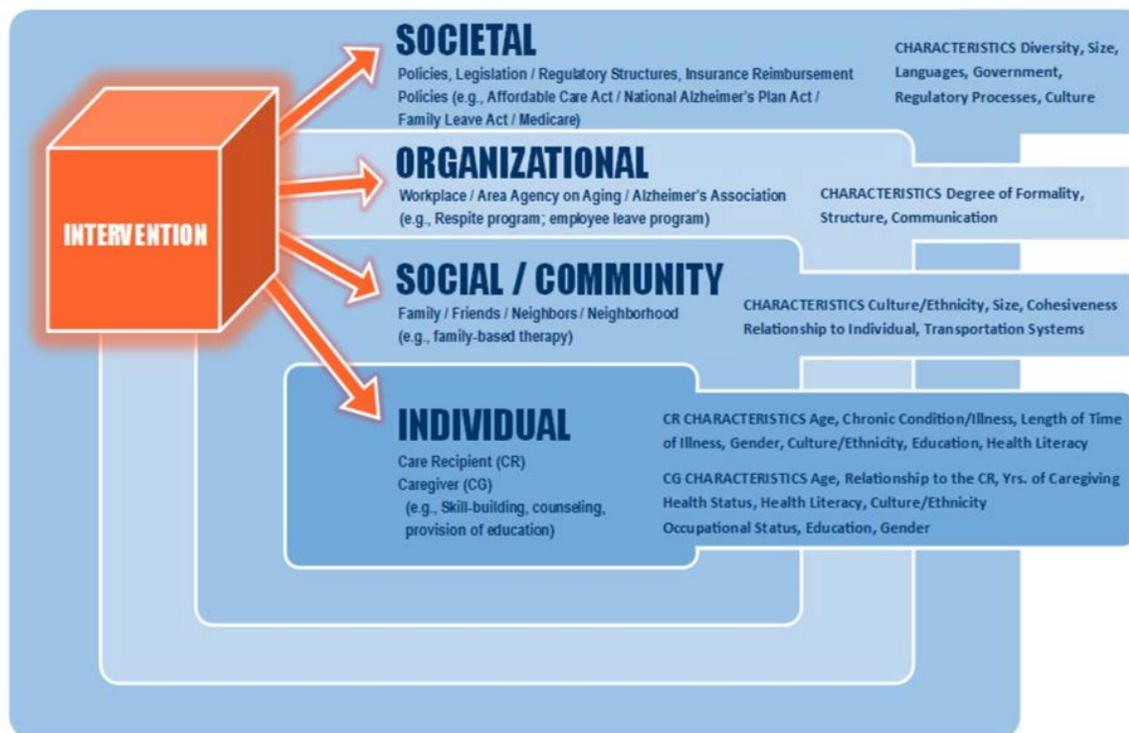 SOCIETAL
Policies, Legislation / Regulatory Structures, Insurance Reimbursement
Policies (e.g., Affordable Care Act / National Alzheimer's Plan Act /
Family Leave Act / Medicare)
CHARACTERISTICS Diversity, Size,
Languages, Government,
Regulatory Processes, Culture
INTERVENTION
ORGANIZATIONAL
Workplace / Area Agency on Aging / Alzheimer's Association
(e.g., Respite program; employee leave program)
CHARACTERISTICS Degree of Formality,
Structure, Communication
SOCIAL / COMMUNITY
Family / Friends / Neighbors / Neighborhood
(e.g., family-based therapy)
CHARACTERISTICS Culture/Ethnicity, Size, Cohesiveness
Relationship to Individual, Transportation Systems
INDIVIDUAL
Care Recipient (CR)
Caregiver (CG)
(e.g., Skill-building, counseling,
provision of education)
CR CHARACTERISTICS Age, Chronic Condition/Illness, Length of Time
of Illness, Gender, Culture/Ethnicity, Education, Health Literacy
CG CHARACTERISTICS Age, Relationship to the CR, Yrs. of Caregiving
Health Status, Health Literacy, Culture/Ethnicity
Occupational Status, Education, Gender